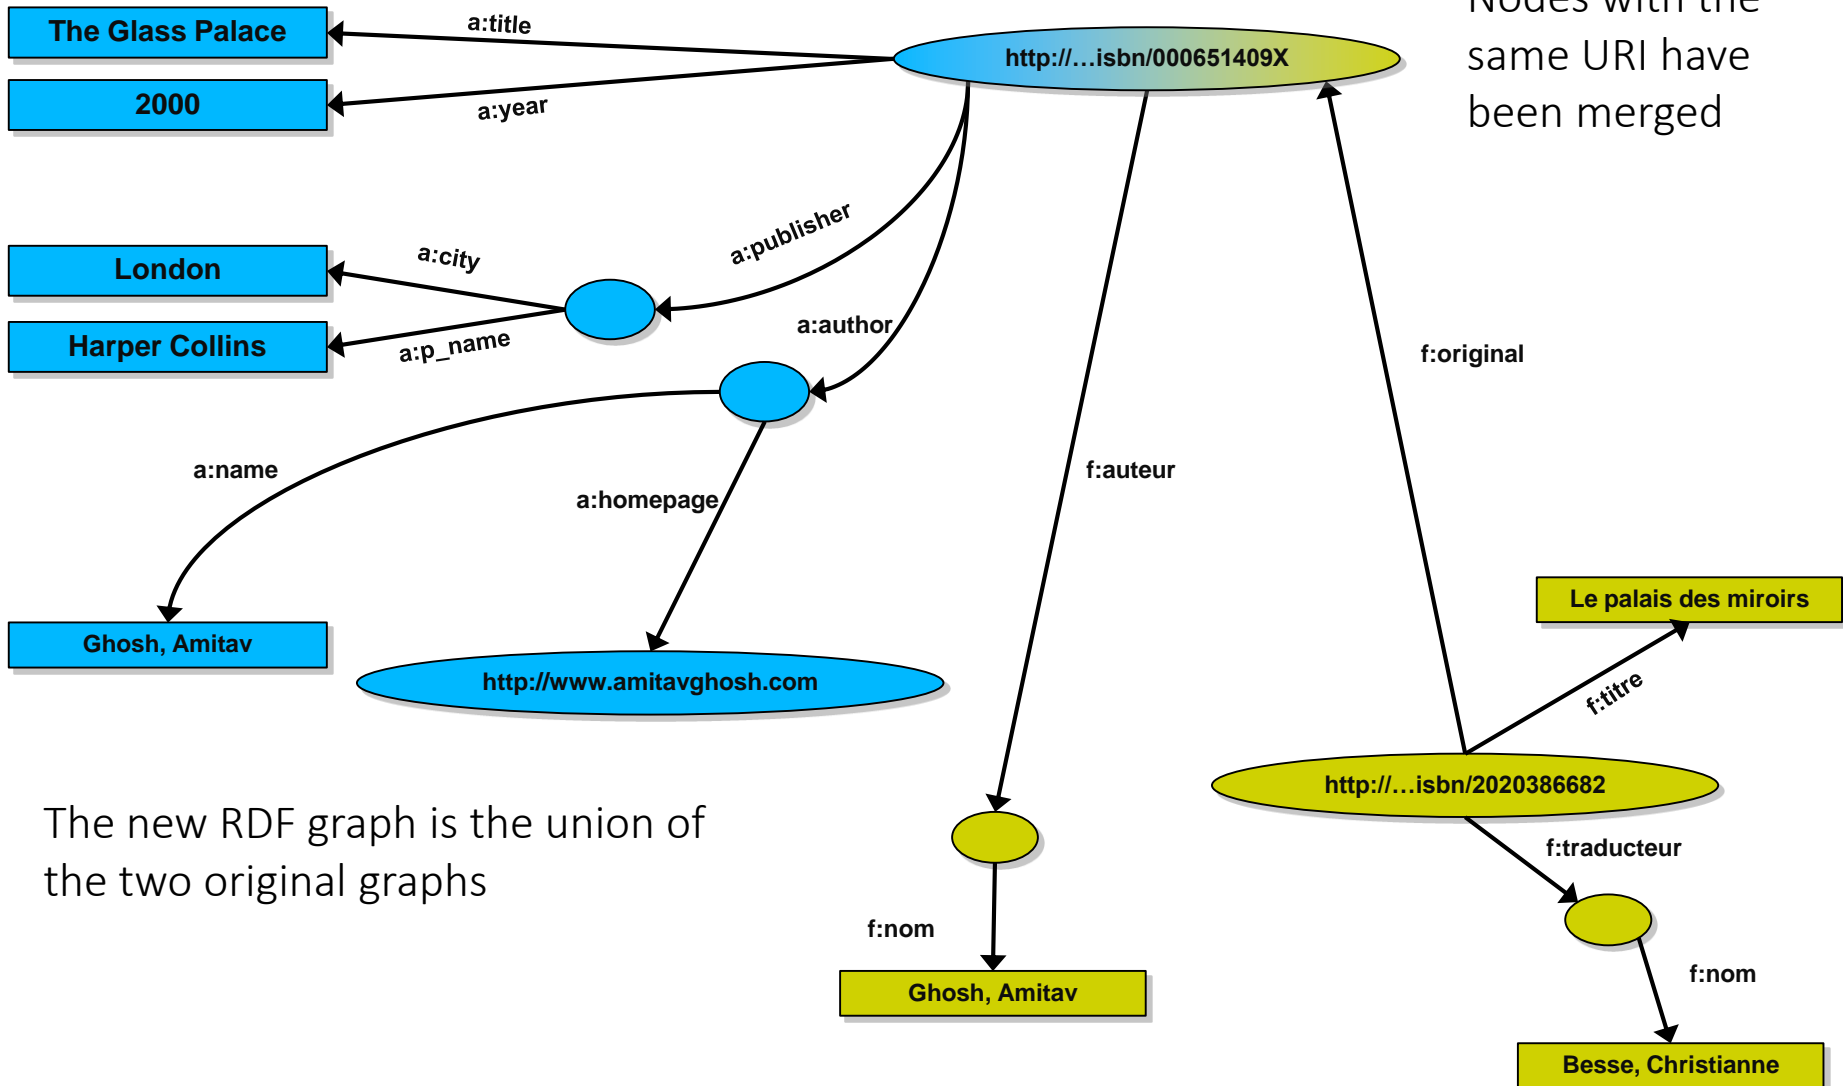 Nodes with the
same URI have
been merged
The Glass Palace
a:title
http://...isbn/000651409X
2000
a:year
London
a:city
a:publisher
Harper Collins
a:p_name
a:author
f:original
a:name
a:homepage
f:auteur
Ghosh, Amitav
http://www.amitavghosh.com
Le palais des miroirs
f:titre
http://...isbn/2020386682
The new RDF graph is the union of
the two original graphs
f:traducteur
f:nom
Ghosh, Amitav
f:nom
Besse, Christianne